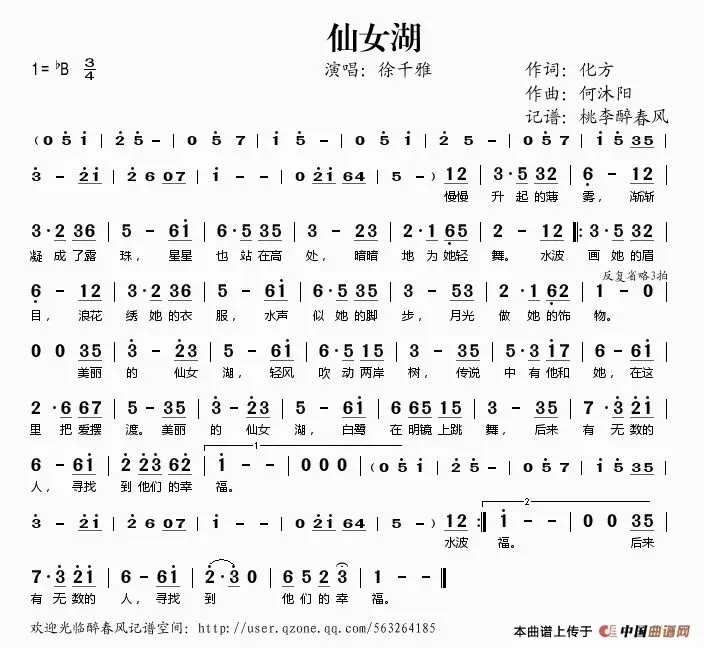 仙女湖
1= ♭B 3/4
演唱：徐千雅
作词：化方
作曲：何沐阳
记谱：桃李醉春风
( 0 5 i | 2 5 - | 0 5 7 | i 5 35 | 0 5 i | 2 5 - | 0 5 7 | i 5 35
3 - 2i | 2 6 07 | i - - | 0 2i 64 | 5 - ) 12 | 3·5 32 | 6 - 12
慢慢 升起的薄 雾，渐渐
3·2 36 | 5 - 6i | 6·5 35 | 3 - 23 | 2·1 65 | 2 - 12 ‖: 3·5 32
凝成了露 珠，星星 也站在高 处，暗暗 地为她轻 舞。水波 画她的眉
反复省略3拍
6 - 12 | 3·2 36 | 5 - 6i | 6·5 35 | 3 - 23 | 2·1 62 | 1 - 0
目，浪花 绣她的衣 服，水声 似她的脚 步，月光 做她的饰 物。
0 0 35 | 3 - 23 | 5 - 6i | 6·5 15 | 3 - 35 | 5·3 i7 | 6 - 6i
美丽 的 仙女 湖，轻风 吹动两岸 树，传说 中有他和 她，在这
2·6 67 | 5 - 35 | 3 - 23 | 5 - 6i | 6 65 15 | 3 - 35 | 7·3 2i
里把爱摆 渡。美丽 的 仙女 湖，白鹭 在明镜上跳 舞，后来 有无数的
1
6 - 6i | 2 23 62 | i - - | 0 0 0 | ( 0 5 i | 2 5 - | 0 5 7 | i 5 35
人，寻找 到他们的幸 福。
2
3 - 2i | 2 6 07 | i - - | 0 2i 64 | 5 - ) 12 :‖ i - - | 0 0 35
水波 福。 后来
7·3 2i | 6 - 6i | 2·3 0 | 6 5 2 3 | 1 - - ‖
有无数的 人，寻找 到 他们的幸 福。
欢迎光临醉春风记谱空间：http://user.qzone.qq.com/563264185
本曲谱上传于 中国曲谱网